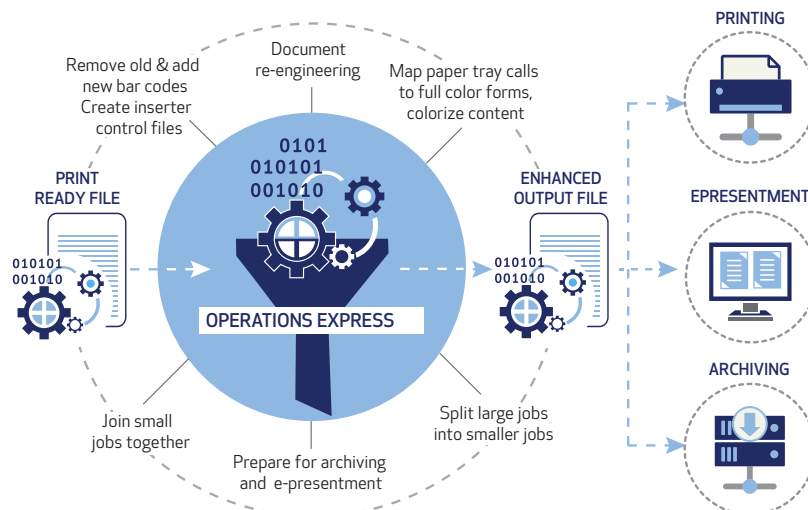 PRINTING
Document
re-engineering
Remove old & add
new bar codes
Create inserter
control files
Map paper tray calls
to full color forms,
colorize content
0101
010101
001010
PRINT
READY FILE
010101
001010
OPERATIONS EXPRESS
ENHANCED
OUTPUT FILE
010101
001010
EPRESENTMENT
ARCHIVING
Join small
jobs together
Prepare for archiving
and e-presentment
Split large jobs
into smaller jobs